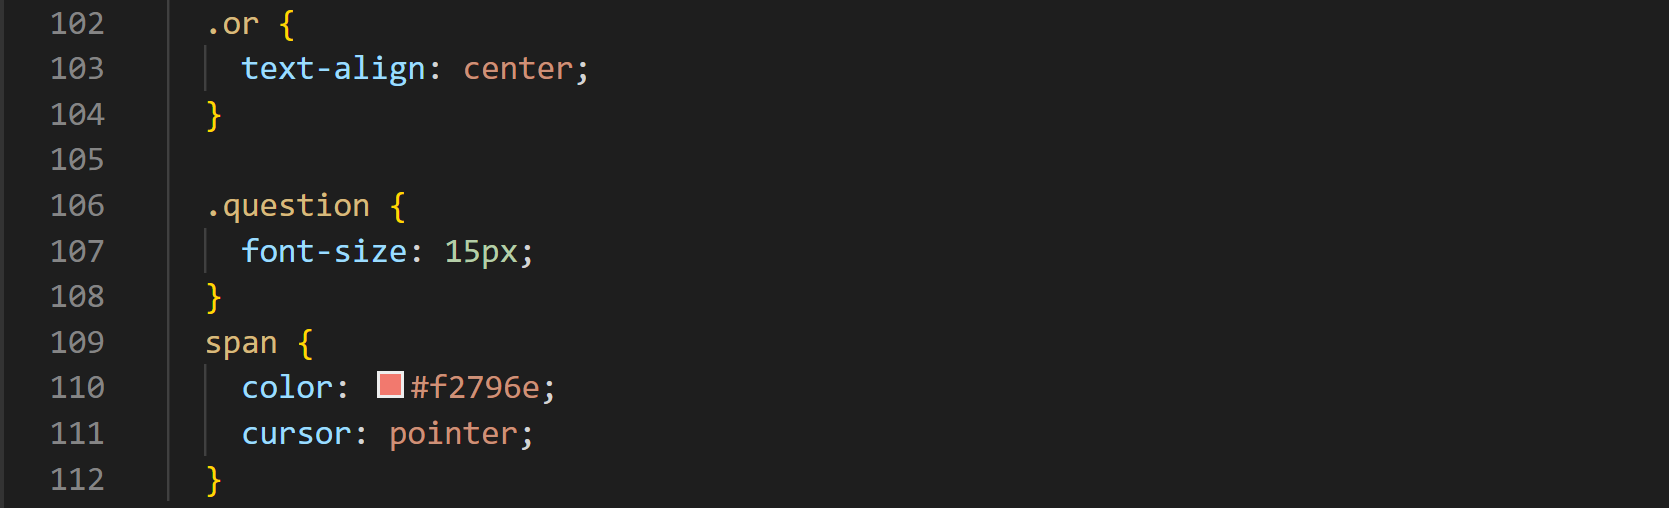 102 .or {
103 text-align: center;
104 }
105
106 .question {
107 font-size: 15px;
108 }
109 span {
110 color: #f2796e;
111 cursor: pointer;
112 }